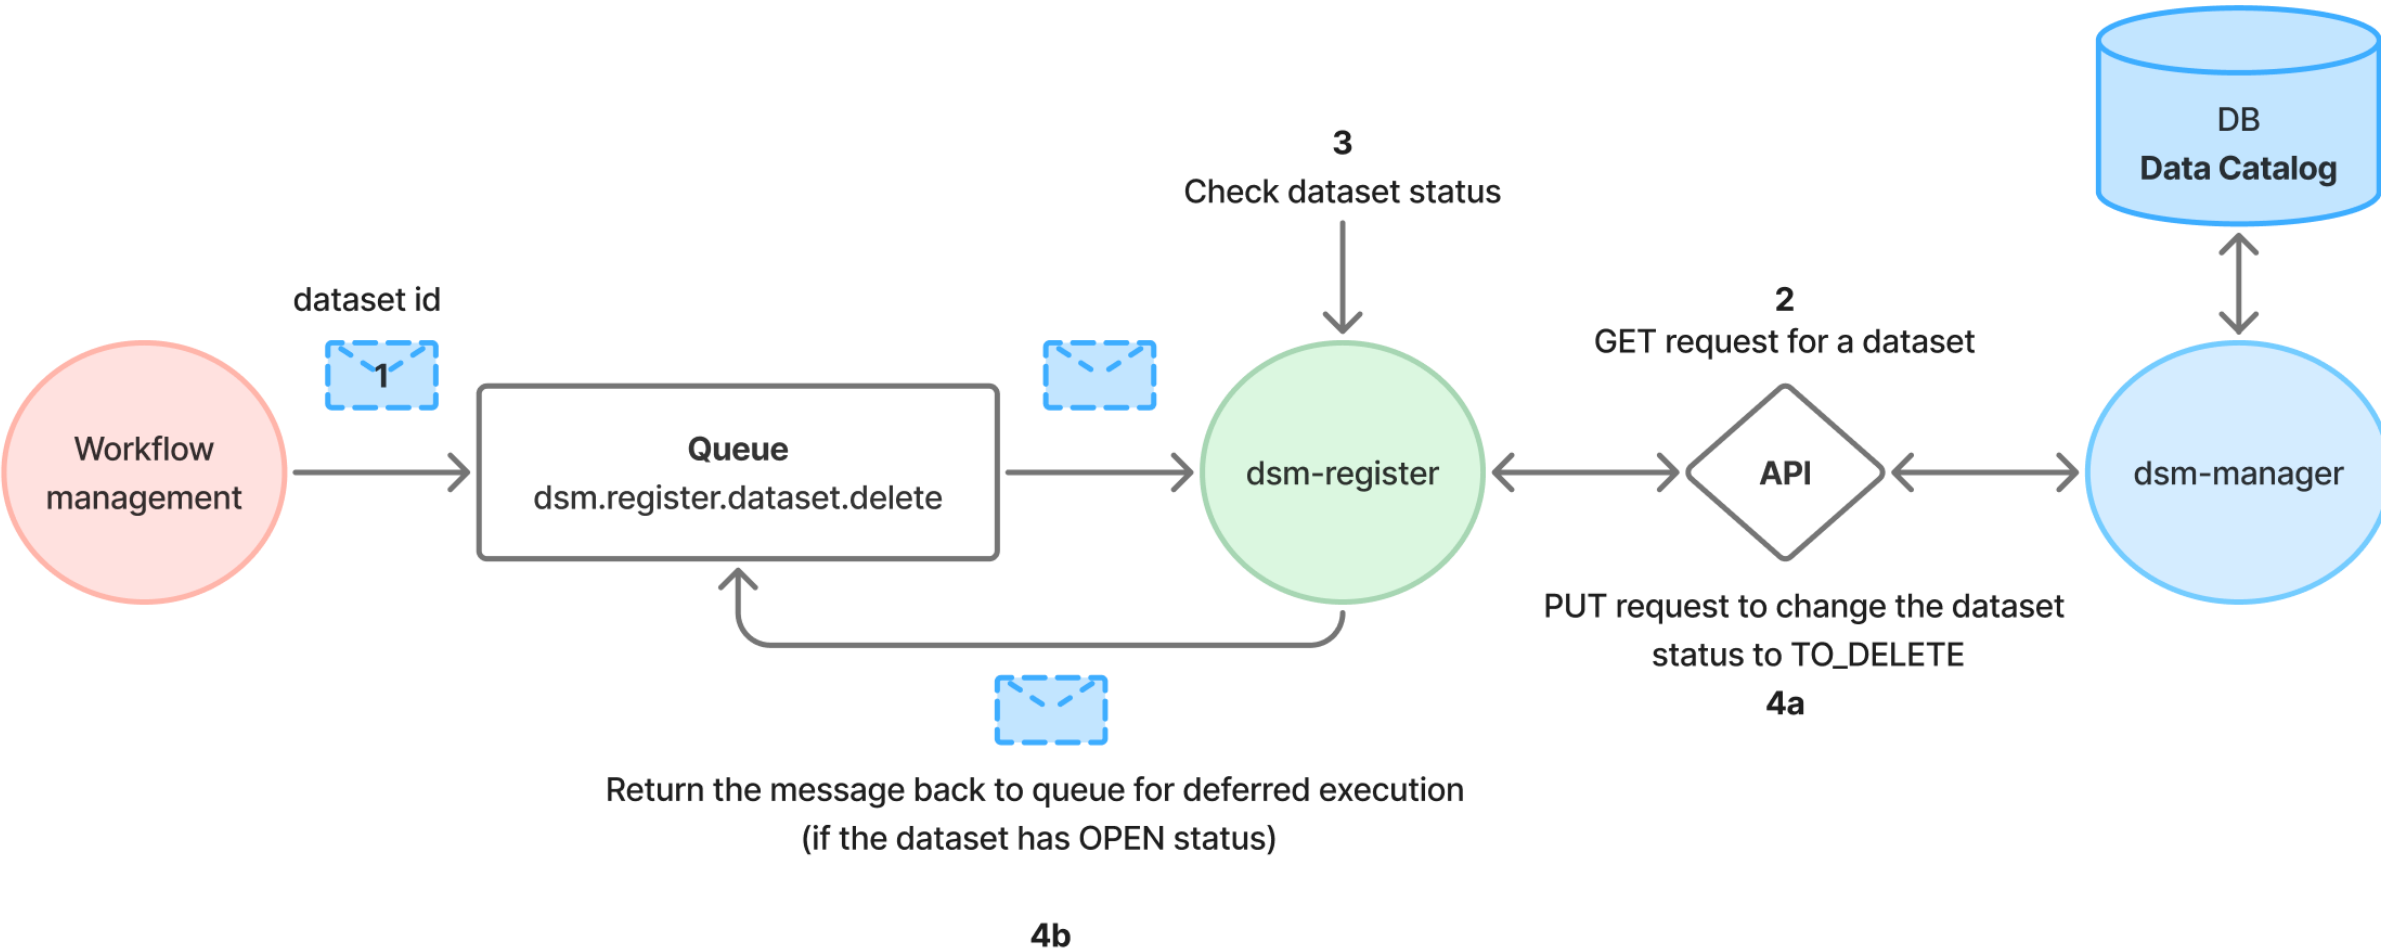 DB
Data Catalog
3
Check dataset status
dataset id
1
2
GET request for a dataset
Workflow
management
Queue
dsm.register.dataset.delete
dsm-register
API
dsm-manager
PUT request to change the dataset
status to TO_DELETE
4a
Return the message back to queue for deferred execution
(if the dataset has OPEN status)
4b